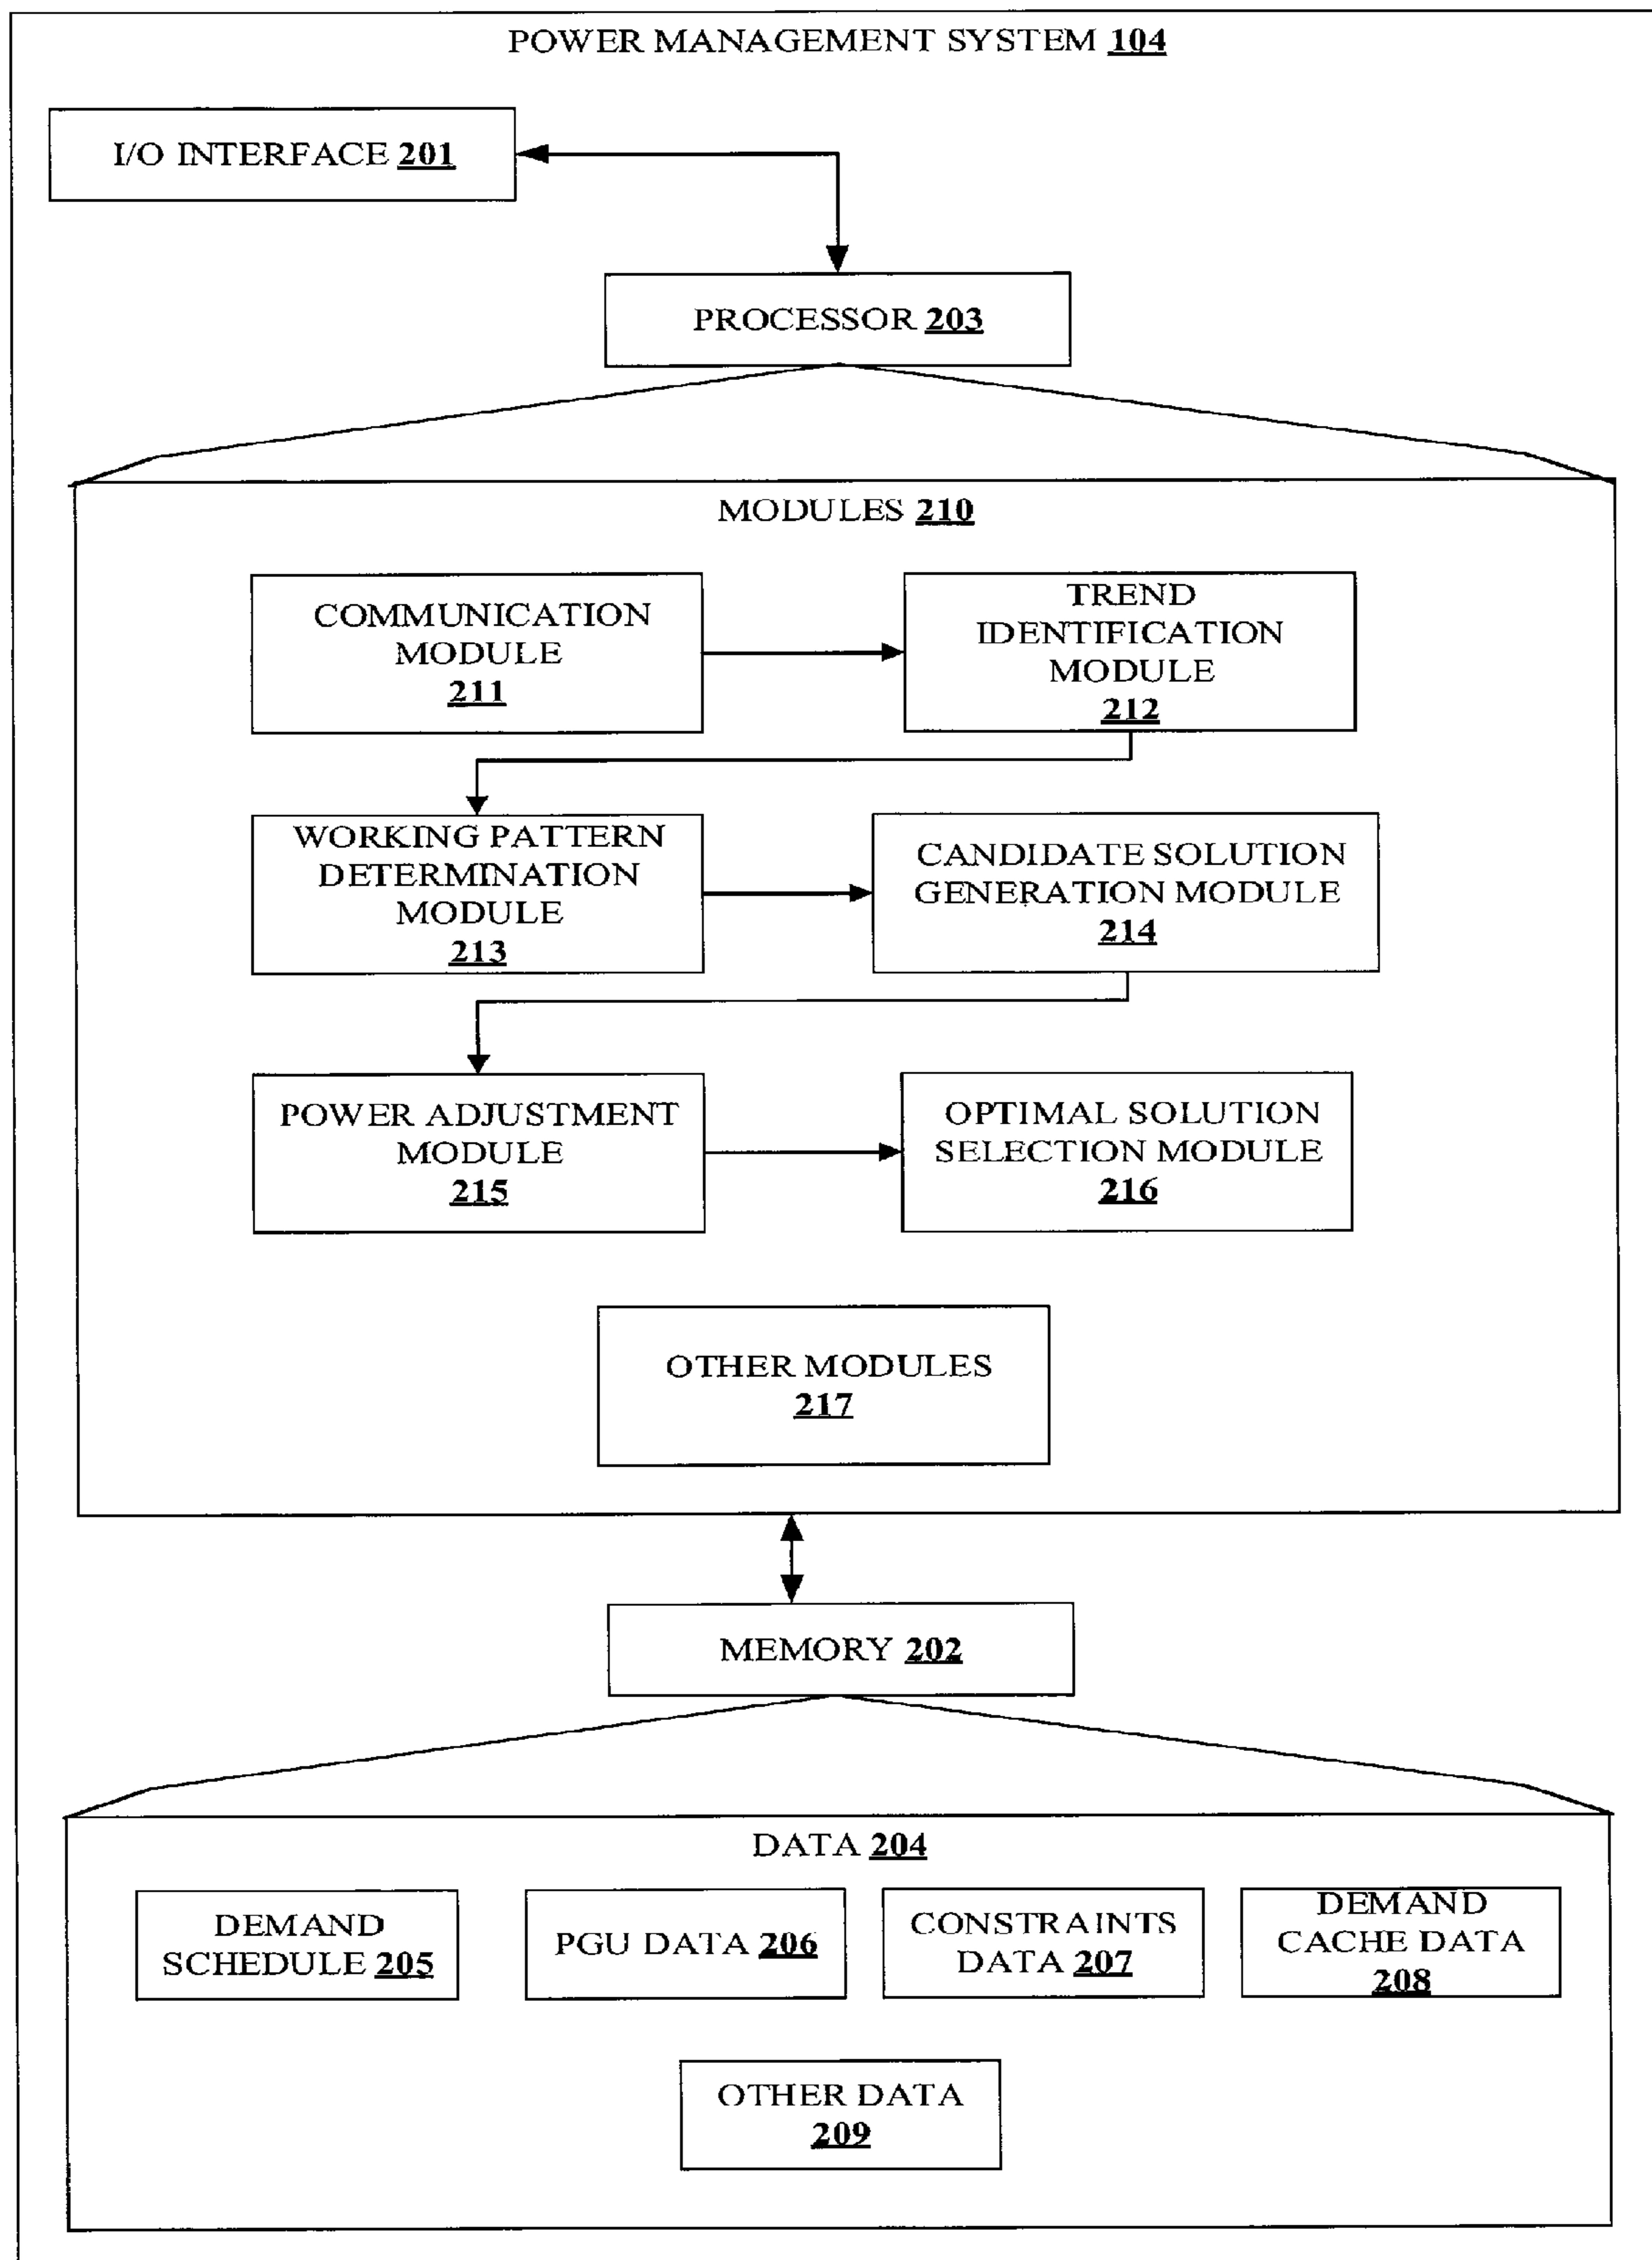 POWER MANAGEMENT SYSTEM 104
I/O INTERFACE 201
PROCESSOR 203
MODULES 210
COMMUNICATION
MODULE
211
TREND
IDENTIFICATION
MODULE
212
WORKING PATTERN
DETERMINATION
MODULE
213
CANDIDATE SOLUTION
GENERATION MODULE
214
POWER ADJUSTMENT
MODULE
215
OPTIMAL SOLUTION
SELECTION MODULE
216
OTHER MODULES
217
MEMORY 202
DATA 204
DEMAND
SCHEDULE 205
PGU DATA 206
CONSTRAINTS
DATA 207
DEMAND
CACHE DATA
208
OTHER DATA
209